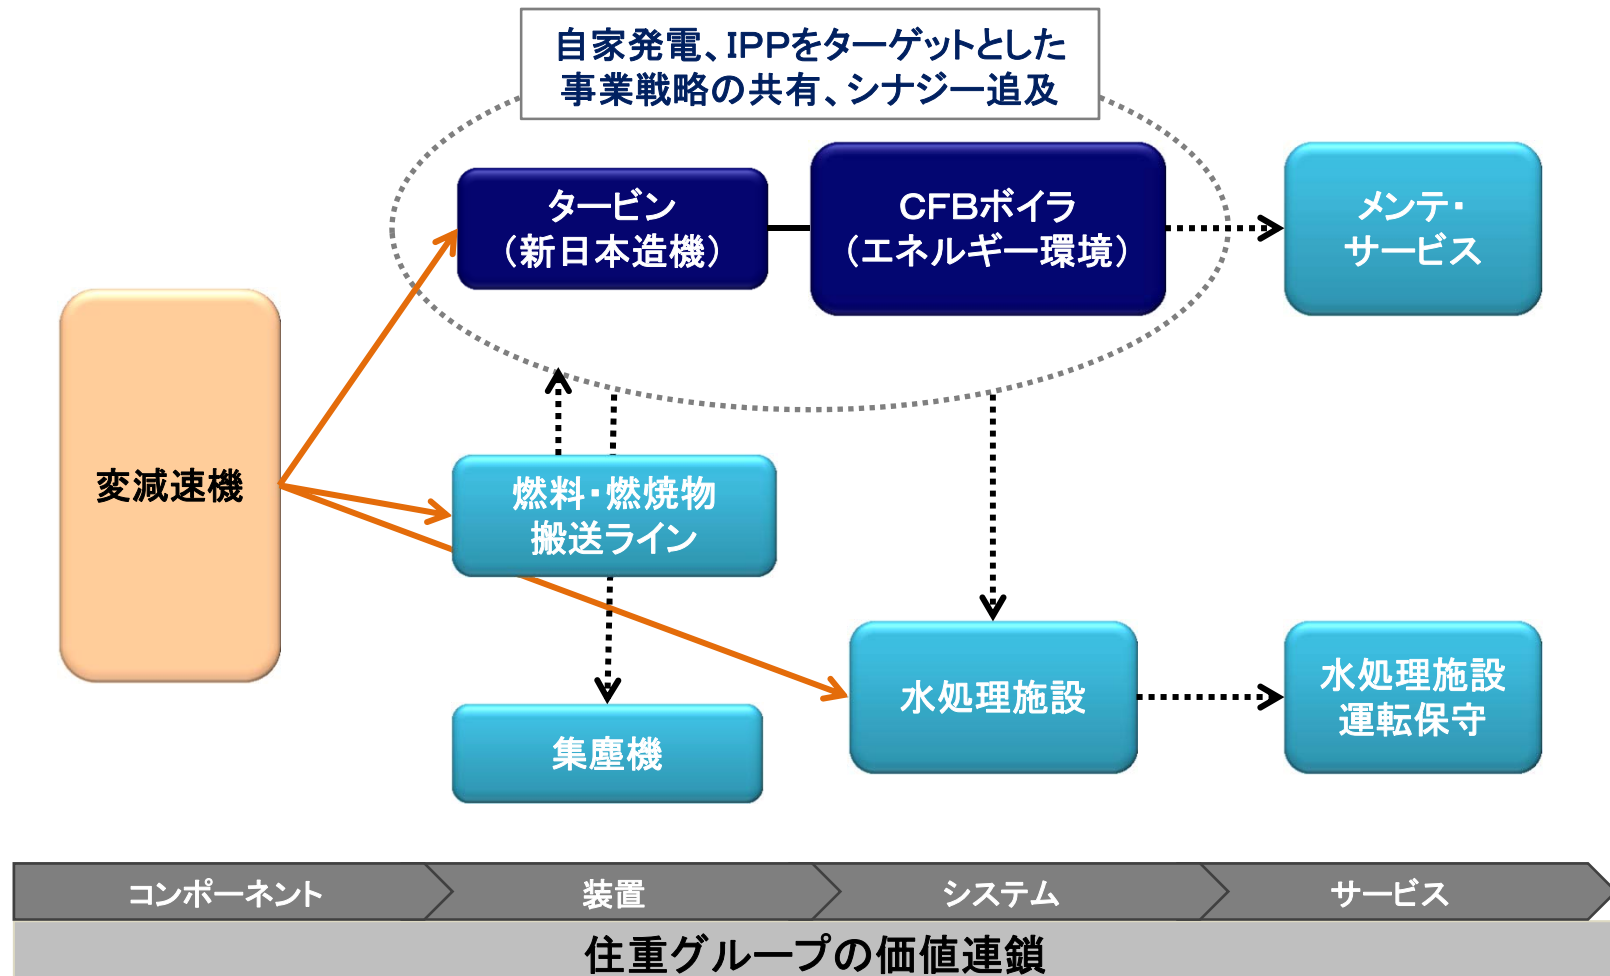 自家発電、IPPをターゲットとした
事業戦略の共有、シナジー追及
タービン
（新日本造機）
CFBボイラ
（エネルギー環境）
メンテ・
サービス
変減速機
燃料・燃焼物
搬送ライン
集塵機
水処理施設
水処理施設
運転保守
コンポーネント
装置
システム
サービス
住重グループの価値連鎖